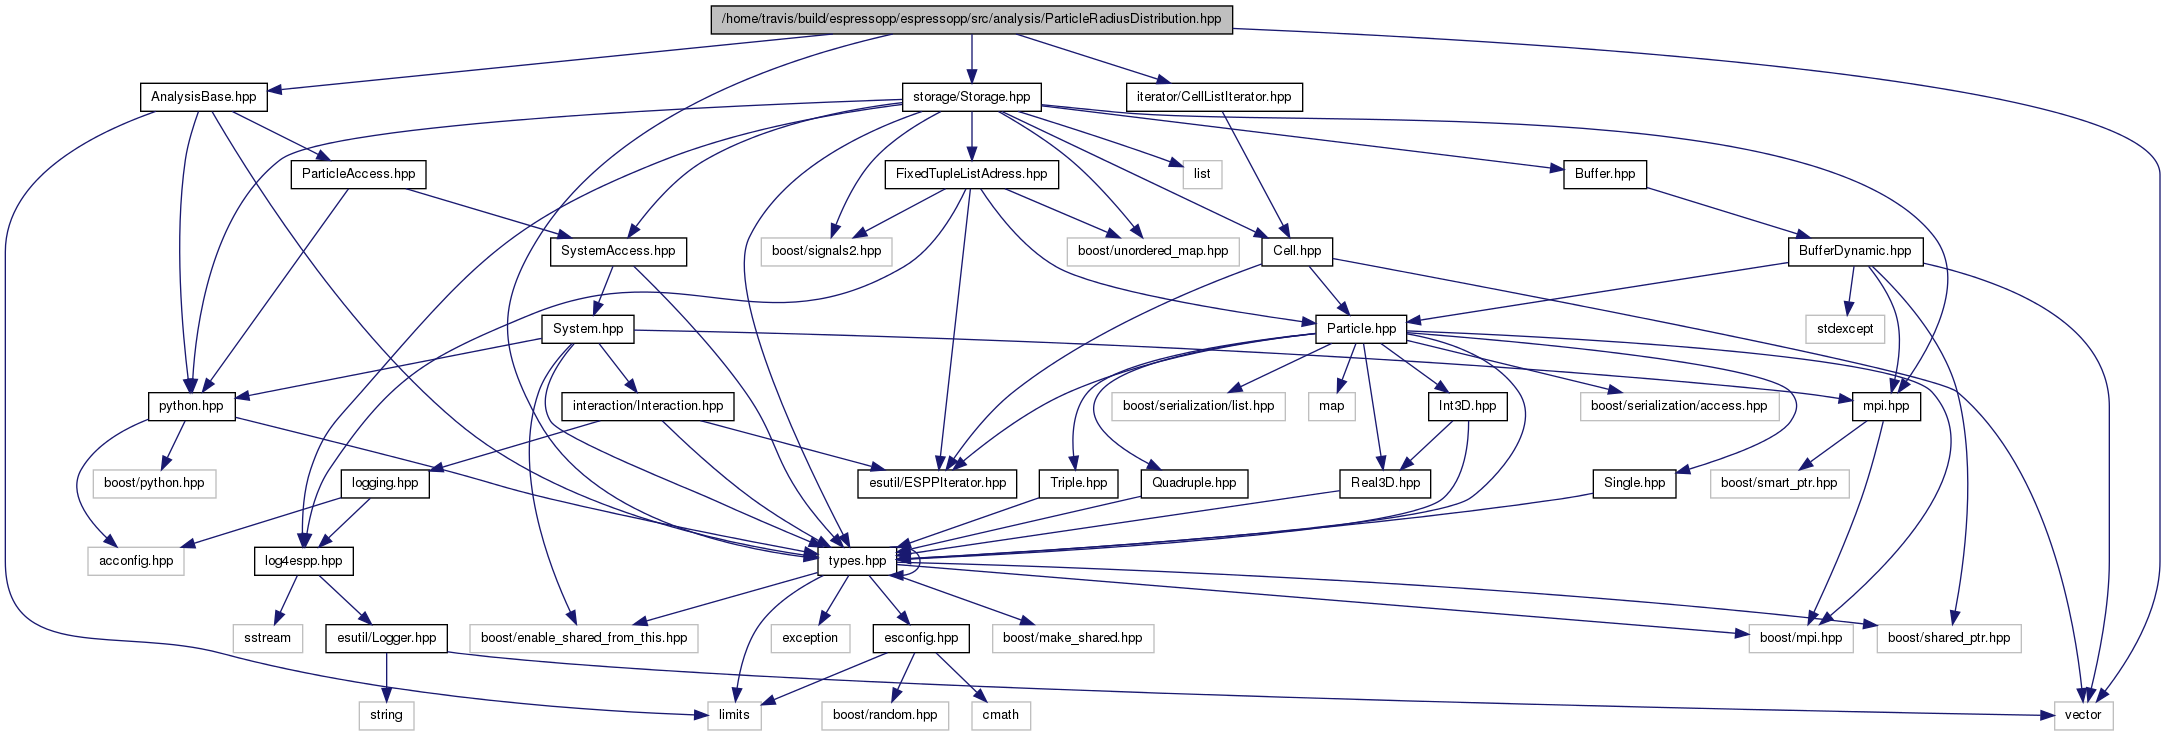 /home/travis/build/espressopp/espressopp/src/analysis/ParticleRadiusDistribution.hpp
AnalysisBase.hpp
storage/Storage.hpp
iterator/CellListIterator.hpp
ParticleAccess.hpp
FixedTupleListAdress.hpp
list
Buffer.hpp
SystemAccess.hpp
boost/signals2.hpp
boost/unordered_map.hpp
Cell.hpp
BufferDynamic.hpp
System.hpp
Particle.hpp
stdexcept
python.hpp
interaction/Interaction.hpp
boost/serialization/list.hpp
map
Int3D.hpp
boost/serialization/access.hpp
mpi.hpp
boost/python.hpp
logging.hpp
esutil/ESPPIterator.hpp
Triple.hpp
Quadruple.hpp
Real3D.hpp
Single.hpp
boost/smart_ptr.hpp
acconfig.hpp
log4espp.hpp
types.hpp
sstream
esutil/Logger.hpp
boost/enable_shared_from_this.hpp
exception
esconfig.hpp
boost/make_shared.hpp
boost/mpi.hpp
boost/shared_ptr.hpp
string
limits
boost/random.hpp
cmath
vector